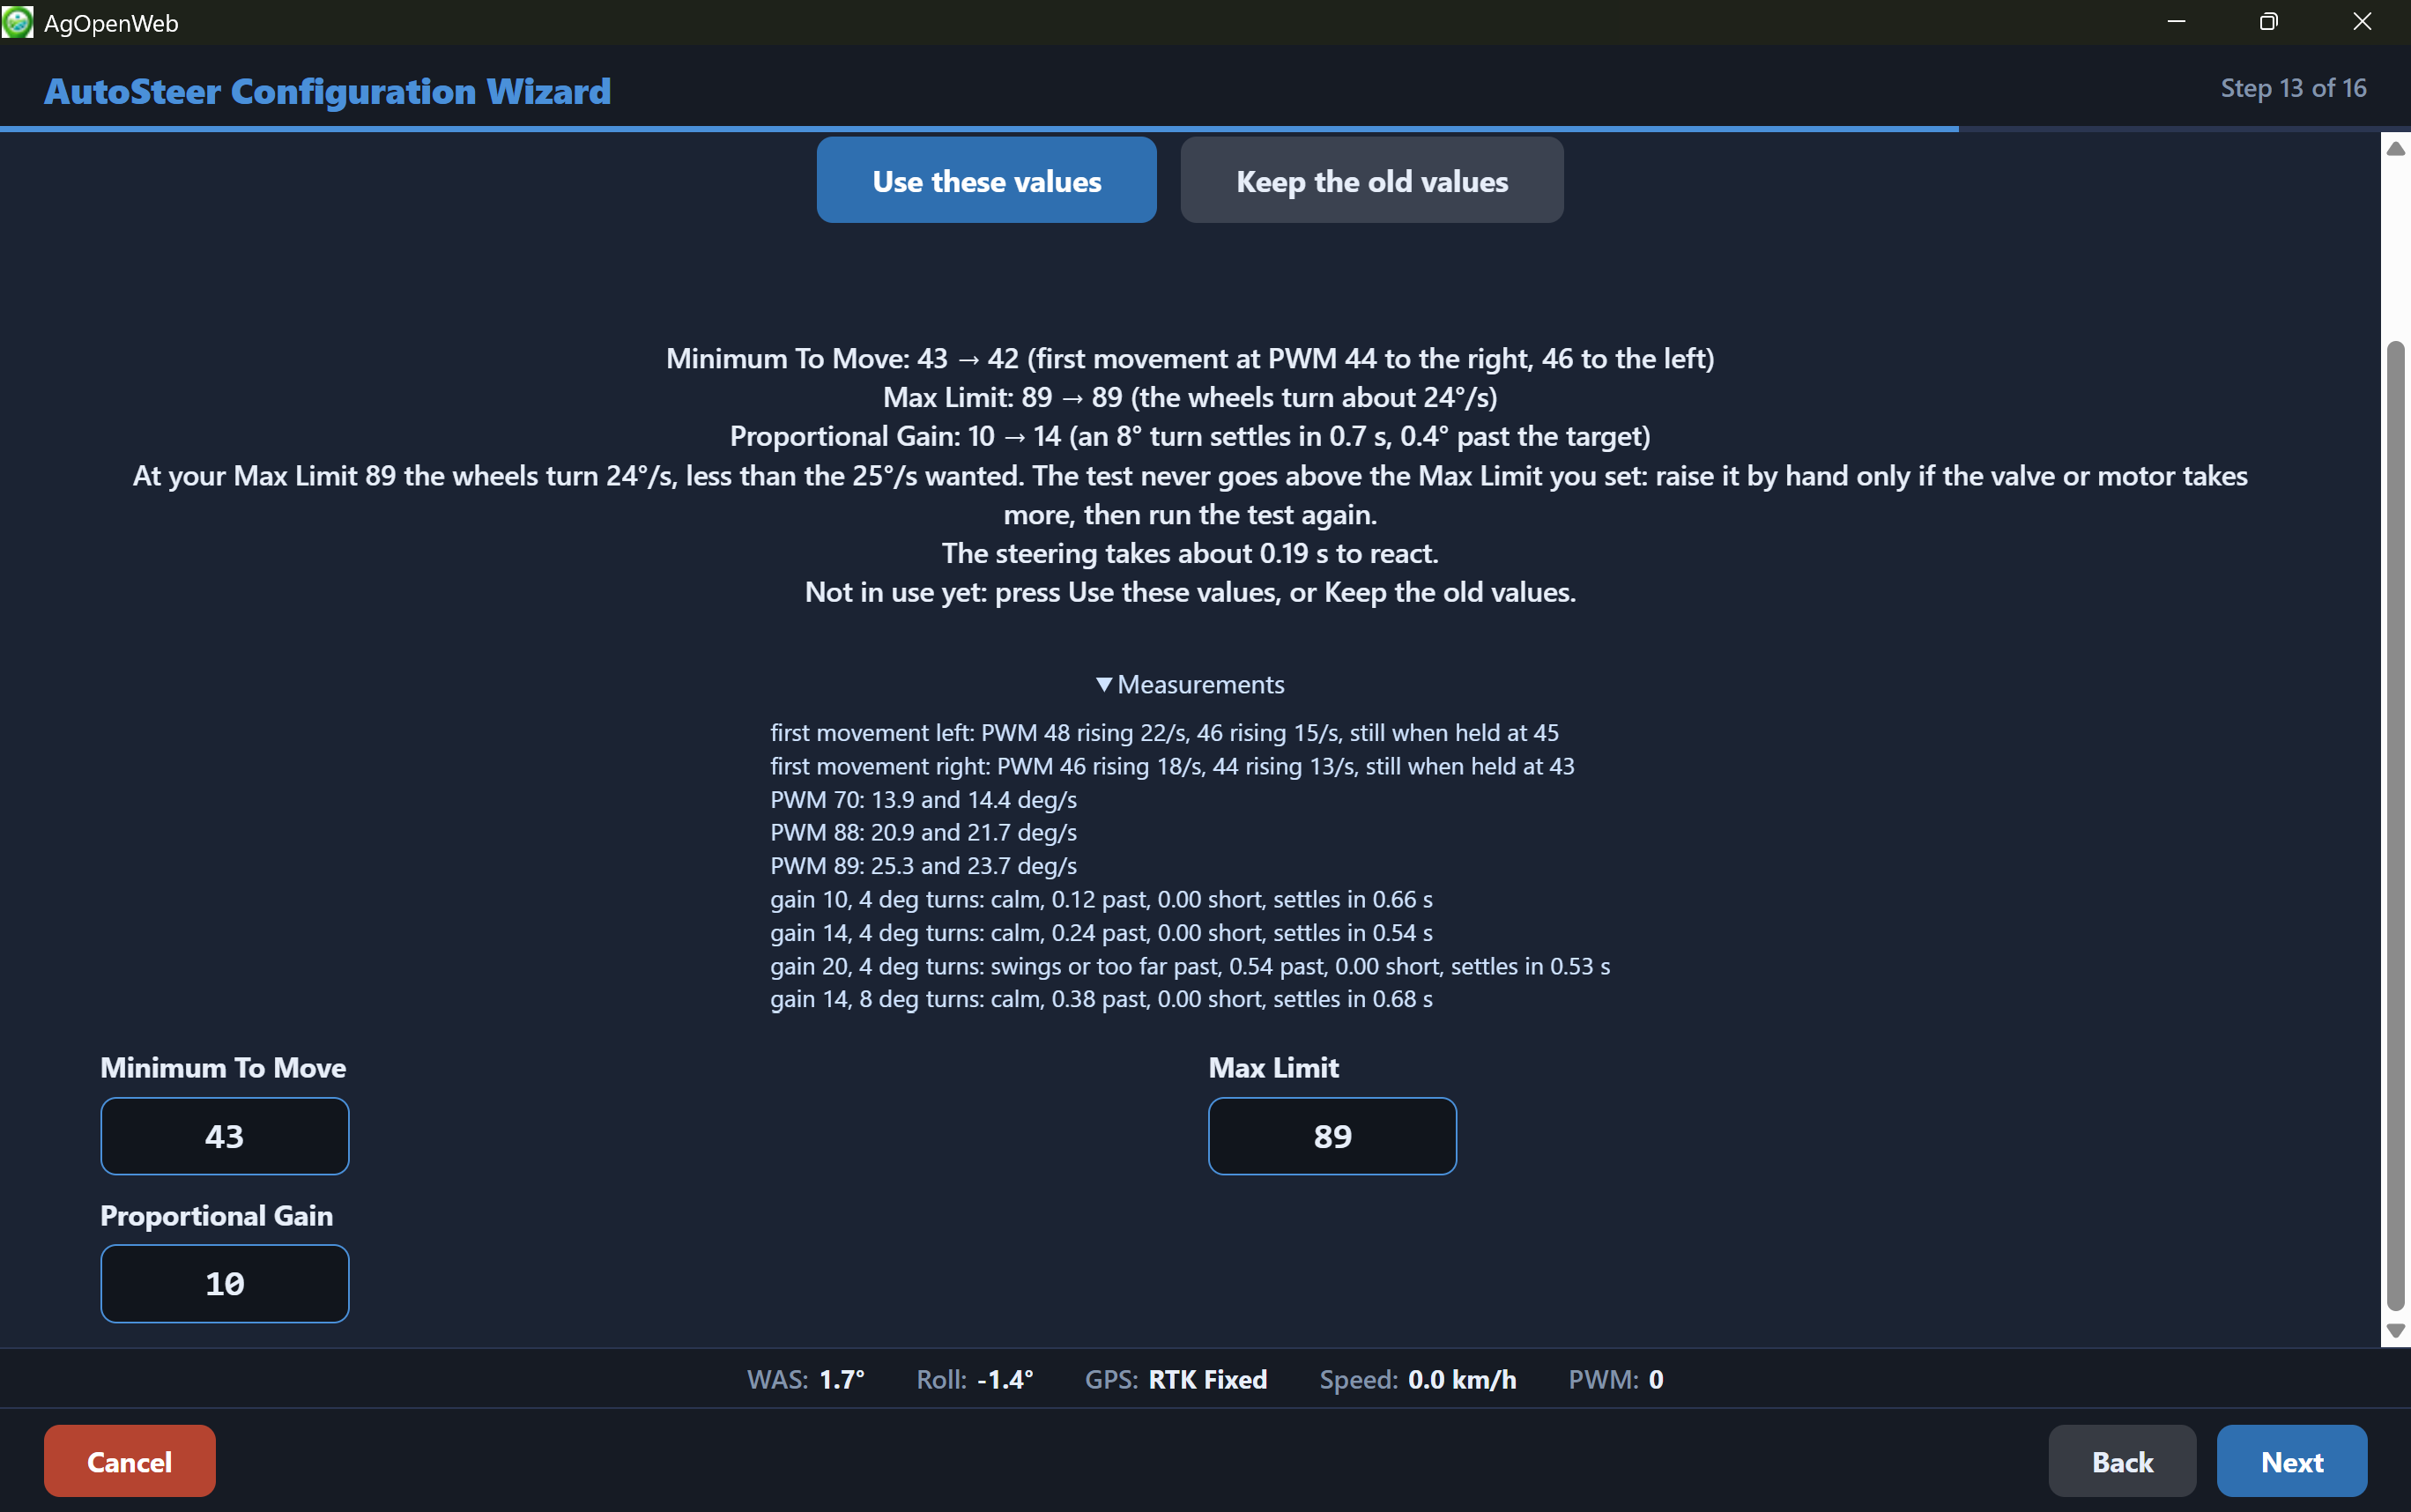 AgOpenWeb
AutoSteer Configuration Wizard
Step 13 of 16
Use these values
Keep the old values
Minimum To Move: 43 → 42 (first movement at PWM 44 to the right, 46 to the left)
Max Limit: 89 → 89 (the wheels turn about 24°/s)
Proportional Gain: 10 → 14 (an 8° turn settles in 0.7 s, 0.4° past the target)
At your Max Limit 89 the wheels turn 24°/s, less than the 25°/s wanted. The test never goes above the Max Limit you set: raise it by hand only if the valve or motor takes
more, then run the test again.
The steering takes about 0.19 s to react.
Not in use yet: press Use these values, or Keep the old values.
▼ Measurements
first movement left: PWM 48 rising 22/s, 46 rising 15/s, still when held at 45
first movement right: PWM 46 rising 18/s, 44 rising 13/s, still when held at 43
PWM 70: 13.9 and 14.4 deg/s
PWM 88: 20.9 and 21.7 deg/s
PWM 89: 25.3 and 23.7 deg/s
gain 10, 4 deg turns: calm, 0.12 past, 0.00 short, settles in 0.66 s
gain 14, 4 deg turns: calm, 0.24 past, 0.00 short, settles in 0.54 s
gain 20, 4 deg turns: swings or too far past, 0.54 past, 0.00 short, settles in 0.53 s
gain 14, 8 deg turns: calm, 0.38 past, 0.00 short, settles in 0.68 s
Minimum To Move
Max Limit
43
89
Proportional Gain
10
WAS: 1.7° Roll: -1.4° GPS: RTK Fixed Speed: 0.0 km/h PWM: 0
Cancel
Back
Next